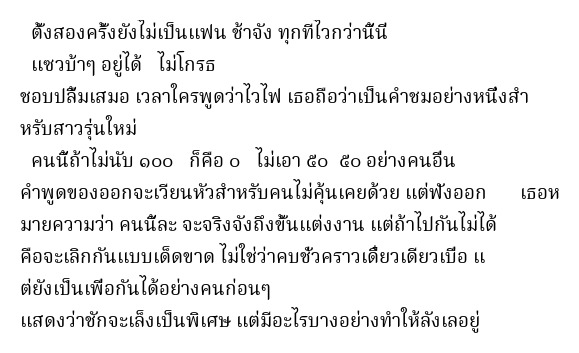 ตั้งสองครั้งยังไม่เป็นแฟน ช้าจัง ทุกทีไวกว่านี้นี่
แซวบ้าๆ อยู่ได้ ไม่โกรธ
ชอบปลื้มเสมอ เวลาใครพูดว่าไวไฟ เธอถือว่าเป็นคำชมอย่างหนึ่งสำ
หรับสาวรุ่นใหม่
คนนี้ถ้าไม่นับ ๑๐๐ ก็คือ ๐ ไม่เอา ๕๐ ๕๐ อย่างคนอื่น
คำพูดของออกจะเวียนหัวสำหรับคนไม่คุ้นเคยด้วย แต่ฟังออก เธอห
มายความว่า คนนี้ละ จะจริงจังถึงขั้นแต่งงาน แต่ถ้าไปกันไม่ได้
คือจะเลิกกันแบบเด็ดขาด ไม่ใช่ว่าคบชั่วคราวเดี๋ยวเดียวเบื่อ แ
ต่ยังเป็นเพื่อกันได้อย่างคนก่อนๆ
แสดงว่าชักจะเล็งเป็นพิเศษ แต่มีอะไรบางอย่างทำให้ลังเลอยู่